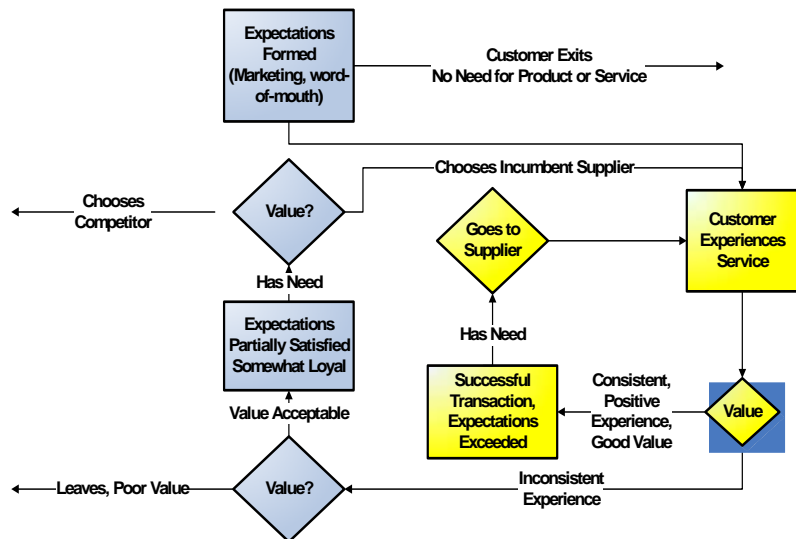 Expectations
Formed
(Marketing, word-
of-mouth)
Customer Exits
No Need for Product or Service
Chooses Incumbent Supplier
Chooses
Competitor
Value?
Goes to
Supplier
Customer
Experiences
Service
Has Need
Expectations
Partially Satisfied
Somewhat Loyal
Has Need
Successful
Transaction,
Expectations
Exceeded
Consistent,
Positive
Experience,
Good Value
Value
Value Acceptable
Leaves, Poor Value
Value?
Inconsistent
Experience